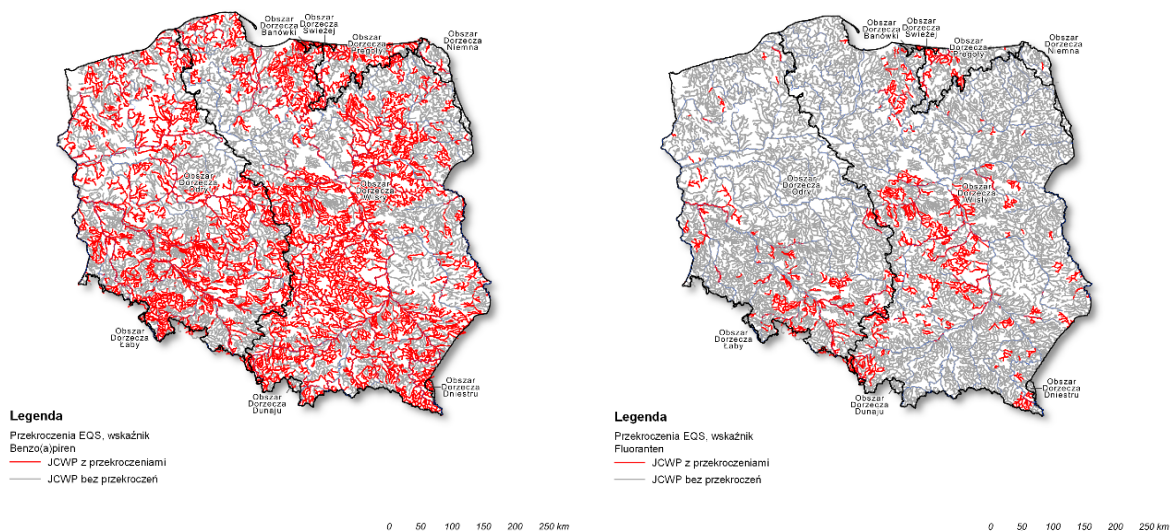 Obszar
Dorzecza
Banówki
Obszar
Dorzecza
Świeżej
Obszar
Dorzecza
Pregoły
Obszar
Dorzecza
Niemna
Obszar
Dorzecza
Odry
Obszar
Dorzecza
Wisły
Obszar
Dorzecza
Łaby
Obszar
Dorzecza
Dunaju
Obszar
Dorzecza
Dniestru
Legenda
Przekroczenia EQS, wskaźnik
Benzo(a)piren
JCWP z przekroczeniami
JCWP bez przekroczeń
0 50 100 150 200 250 km
Obszar
Dorzecza
Banówki
Obszar
Dorzecza
Świeżej
Obszar
Dorzecza
Pregoły
Obszar
Dorzecza
Niemna
Obszar
Dorzecza
Odry
Obszar
Dorzecza
Wisły
Obszar
Dorzecza
Łaby
Obszar
Dorzecza
Dunaju
Obszar
Dorzecza
Dniestru
Legenda
Przekroczenia EQS, wskaźnik
Fluoranten
JCWP z przekroczeniami
JCWP bez przekroczeń
0 50 100 150 200 250 km